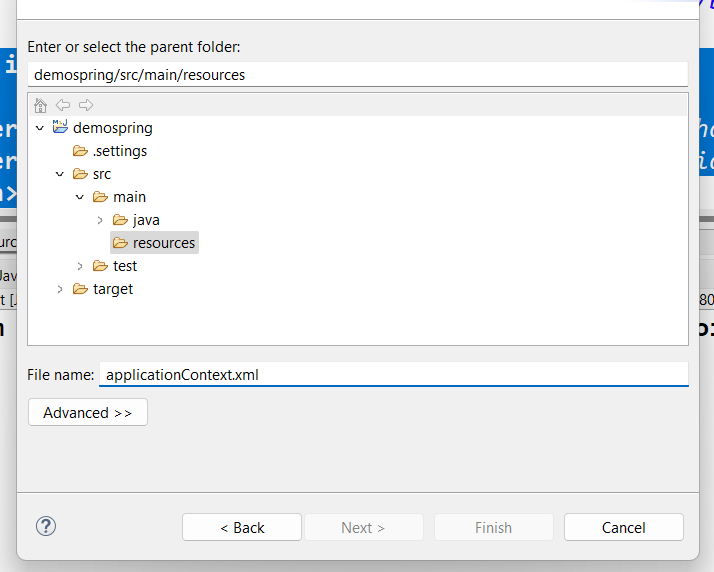 Enter or select the parent folder:
demospring/src/main/resources
demospring
.settings
src
main
java
resources
test
target
File name: applicationContext.xml
Advanced >>
< Back Next > Finish Cancel